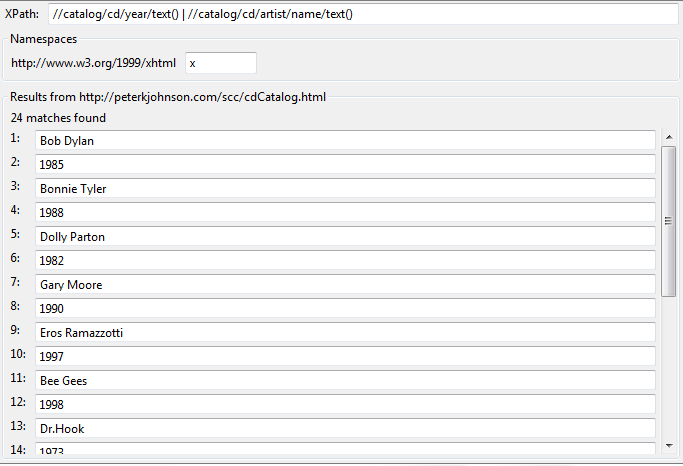 XPath: //catalog/cd/year/text() | //catalog/cd/artist/name/text()
Namespaces
http://www.w3.org/1999/xhtml x
Results from http://peterkjohnson.com/scc/cdCatalog.html
24 matches found
1: Bob Dylan
2: 1985
3: Bonnie Tyler
4: 1988
5: Dolly Parton
6: 1982
7: Gary Moore
8: 1990
9: Eros Ramazzotti
10: 1997
11: Bee Gees
12: 1998
13: Dr.Hook
14: 1973